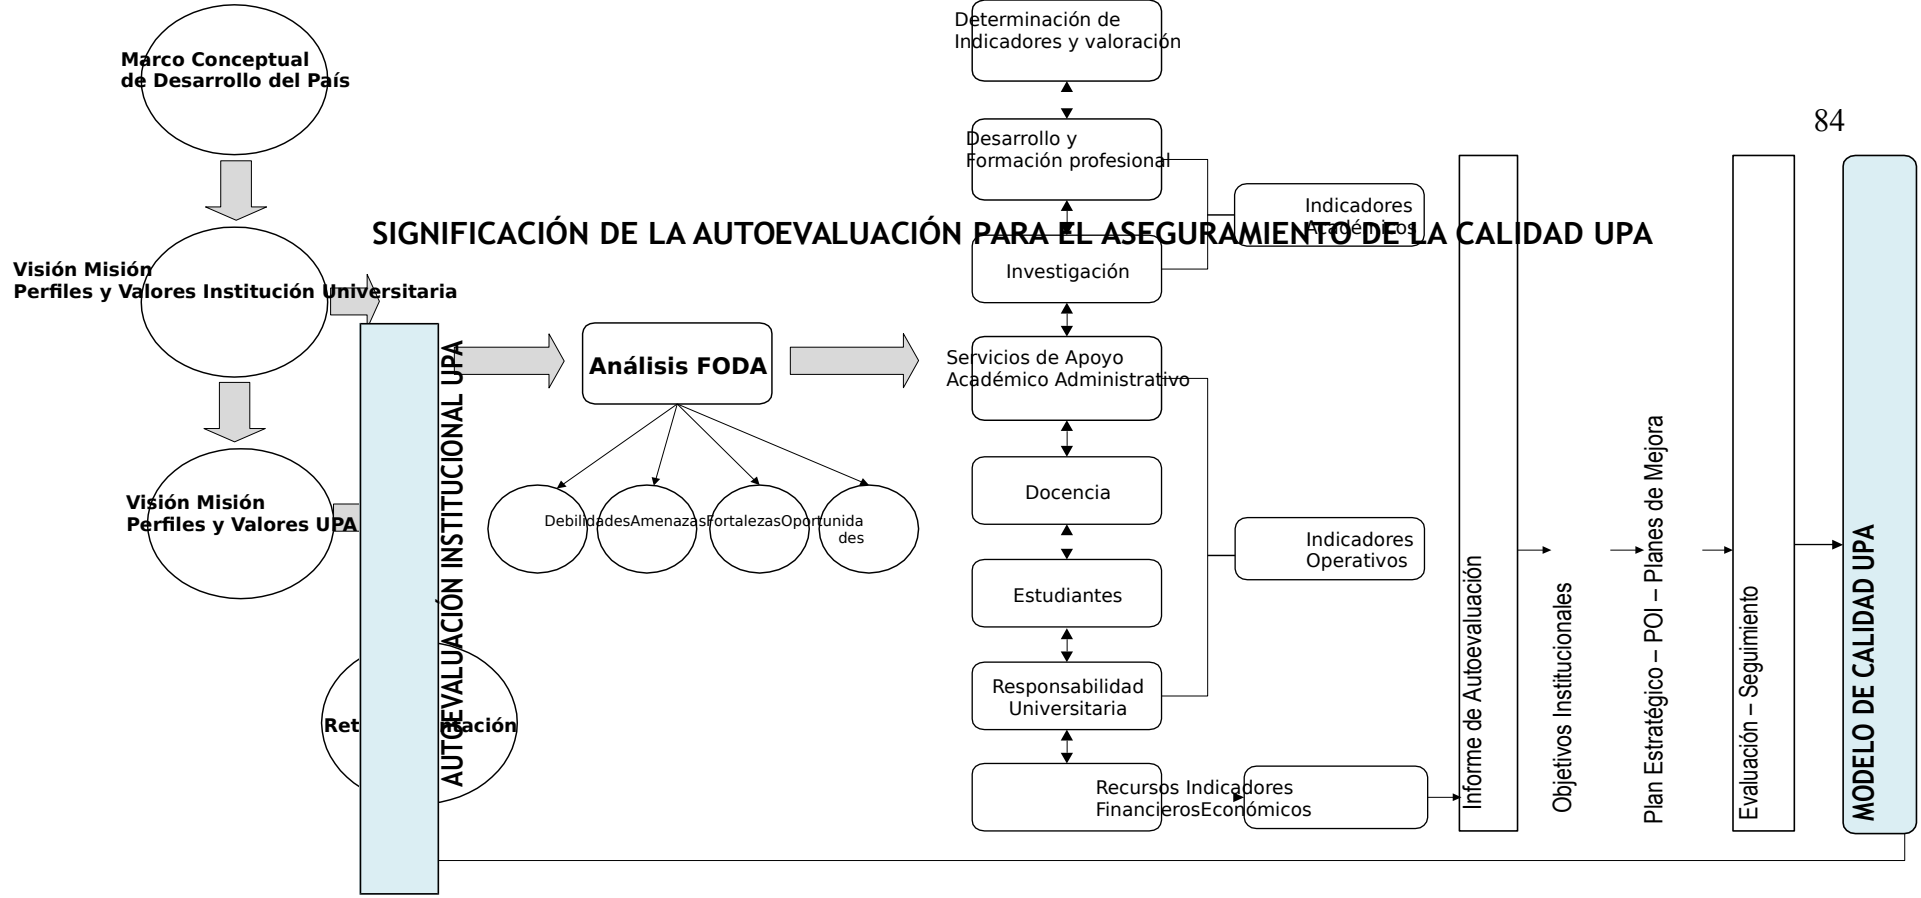 84
SIGNIFICACIÓN DE LA AUTOEVALUACIÓN PARA EL ASEGURAMIENTO DE LA CALIDAD UPA
Marco Conceptual
de Desarrollo del País
Visión Misión
Perfiles y Valores Institución Universitaria
Visión Misión
Perfiles y Valores UPA
Ret
ntación
AUTOEVALUACIÓN INSTITUCIONAL UPA
Análisis FODA
Debilidades
Amenazas
Fortalezas
Oportunida
des
Determinación de
Indicadores y valoración
Desarrollo y
Formación profesional
Investigación
Servicios de Apoyo
Académico Administrativo
Docencia
Estudiantes
Responsabilidad
Universitaria
Recursos
Financieros
Indicadores
Económicos
Indicadores
Académicos
Indicadores
Operativos
Informe de Autoevaluación
Objetivos Institucionales
Plan Estratégico – POI – Planes de Mejora
Evaluación – Seguimiento
MODELO DE CALIDAD UPA